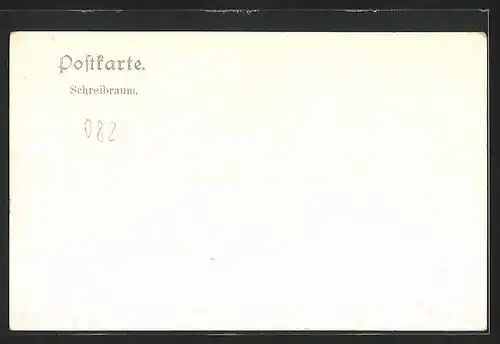 Poſtkarte.
Schreibraum.
082